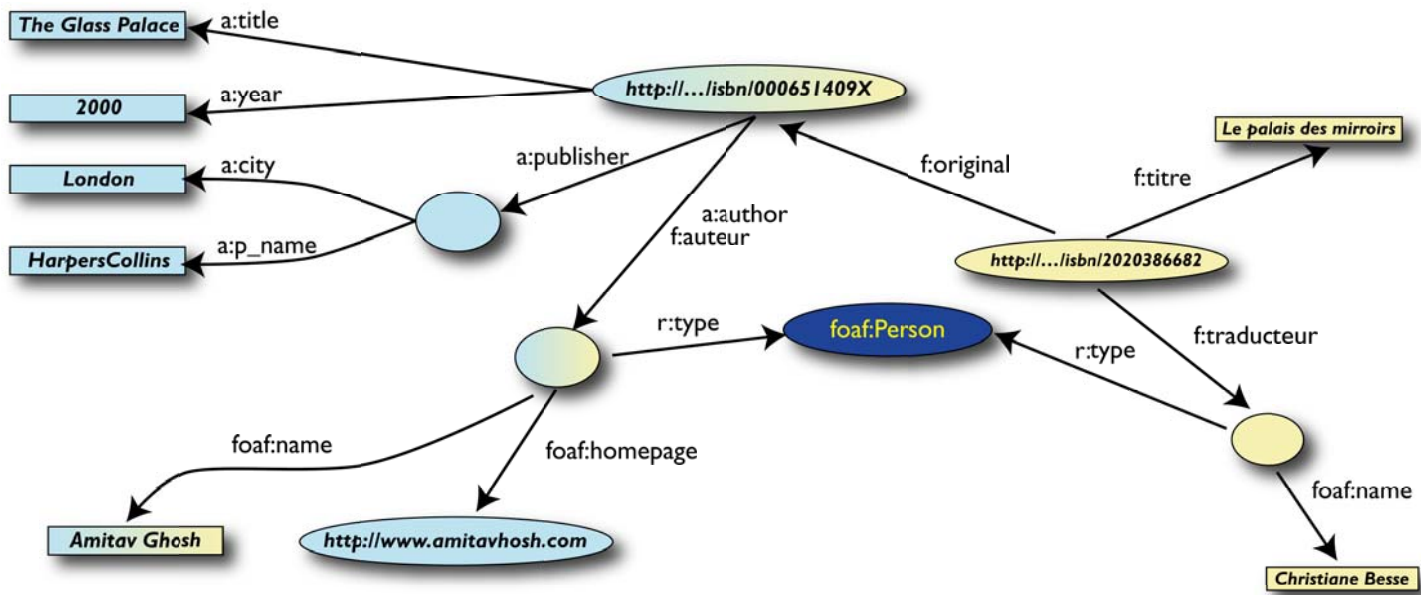 The Glass Palace
a:title
http://…/isbn/000651409X
2000
a:year
Le palais des mirroirs
a:publisher
f:original
f:titre
London
a:city
a:author
f:auteur
HarpersCollins
a:p_name
http://…/isbn/2020386682
r:type
foaf:Person
r:type
f:traducteur
foaf:name
foaf:homepage
foaf:name
Amitav Ghosh
http://www.amitavhosh.com
Christiane Besse